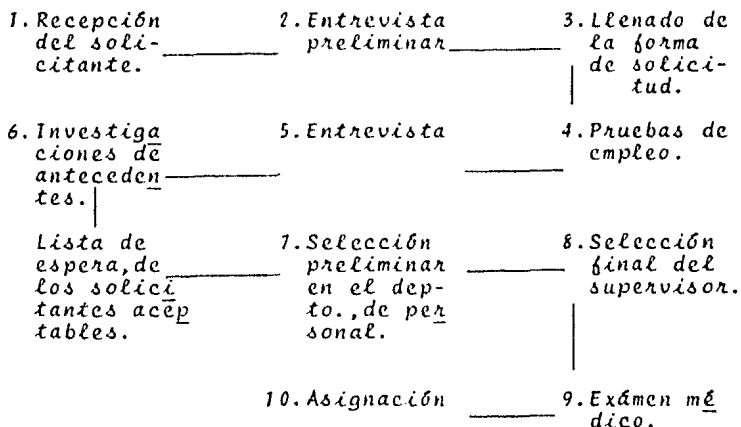 1. Recepción
del soli-
citante.
2. Entrevista
preliminar
3. Llenado de
la forma
de solici-
tud.
6. Investiga
ciones de
anteceden
tes.
5. Entrevista
4. Pruebas de
empleo.
Lista de
espera, de
los solici
tantes acep
tables.
7. Selección
preliminar
en el dep-
to., de per
sonal.
8. Selección
final del
supervisor.
10. Asignación
9. Exámen mé
dico.